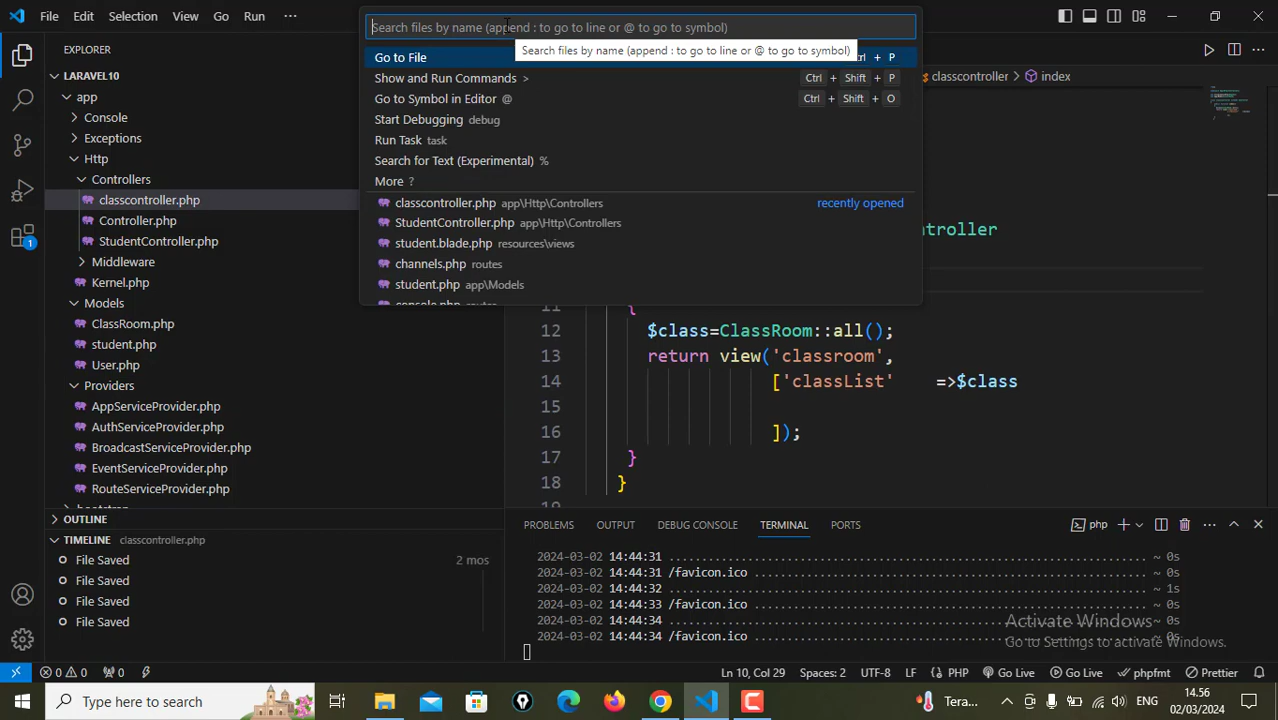 File Edit Selection View Go Run ···
Search files by name (append : to go to line or @ to go to symbol)
Search files by name (append : to go to line or @ to go to symbol)
Go to File + P
Show and Run Commands > Ctrl + Shift + P
Go to Symbol in Editor @ Ctrl + Shift + O
Start Debugging debug
Run Task task
Search for Text (Experimental) %
More ?
classcontroller.php app\Http\Controllers recently opened
StudentController.php app\Http\Controllers
student.blade.php resources\views
channels.php routes
student.php app\Models
EXPLORER
LARAVEL10
app
Console
Exceptions
Http
Controllers
classcontroller.php
Controller.php
StudentController.php
Middleware
Kernel.php
Models
ClassRoom.php
student.php
User.php
Providers
AppServiceProvider.php
AuthServiceProvider.php
BroadcastServiceProvider.php
EventServiceProvider.php
RouteServiceProvider.php
OUTLINE
TIMELINE classcontroller.php
File Saved 2 mos
File Saved
File Saved
File Saved
classcontroller > index
11 {
12 $class=ClassRoom::all();
13 return view('classroom',
14 ['classList' =>$class
15
16 ]);
17 }
18 }
PROBLEMS OUTPUT DEBUG CONSOLE TERMINAL PORTS php
2024-03-02 14:44:31 ........ ~ 0s
2024-03-02 14:44:31 /favicon.ico ........ ~ 0s
2024-03-02 14:44:32 ........ ~ 1s
2024-03-02 14:44:33 /favicon.ico ........ ~ 0s
2024-03-02 14:44:34 ........ ~ 0s
2024-03-02 14:44:34 /favicon.ico ........ ~ 0s
Activate Windows
Go to Settings to activate Windows.
0 0 0 Ln 10, Col 29 Spaces: 2 UTF-8 LF { } PHP Go Live Go Live phpfmt Prettier
Type here to search
Tera... ENG 14.56
02/03/2024